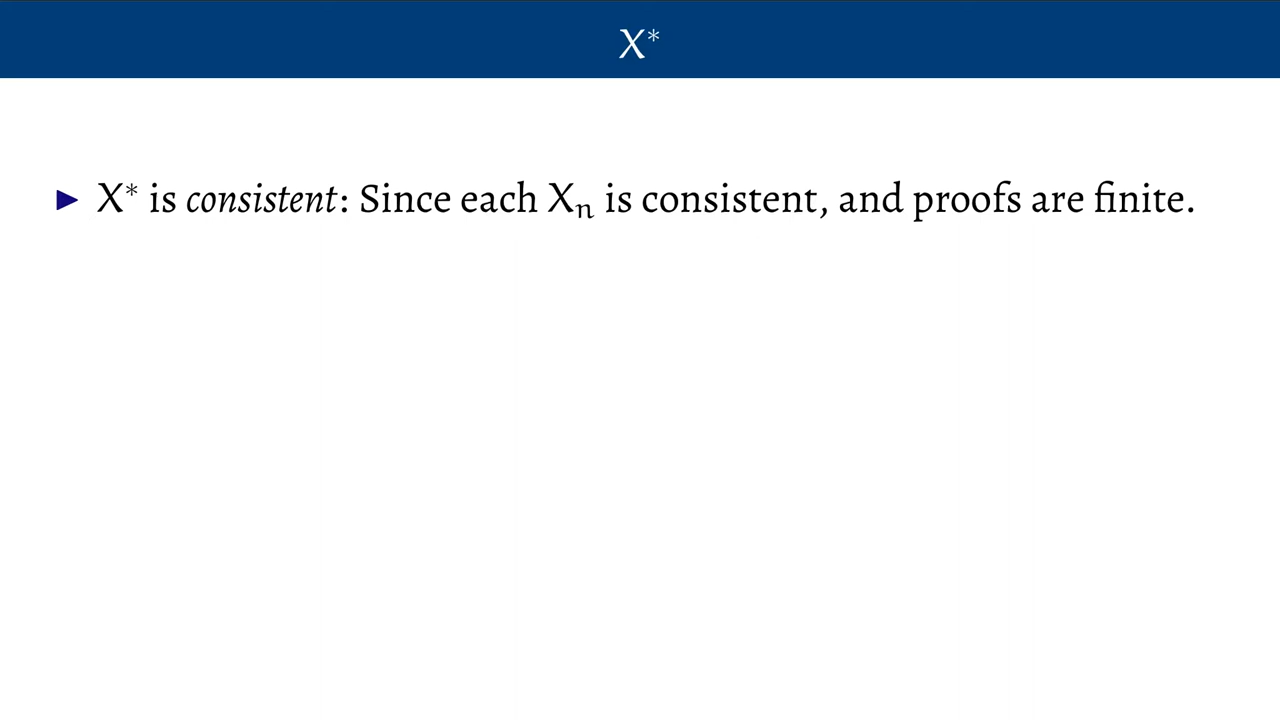 X*
▶ X* is consistent: Since each Xₙ is consistent, and proofs are finite.